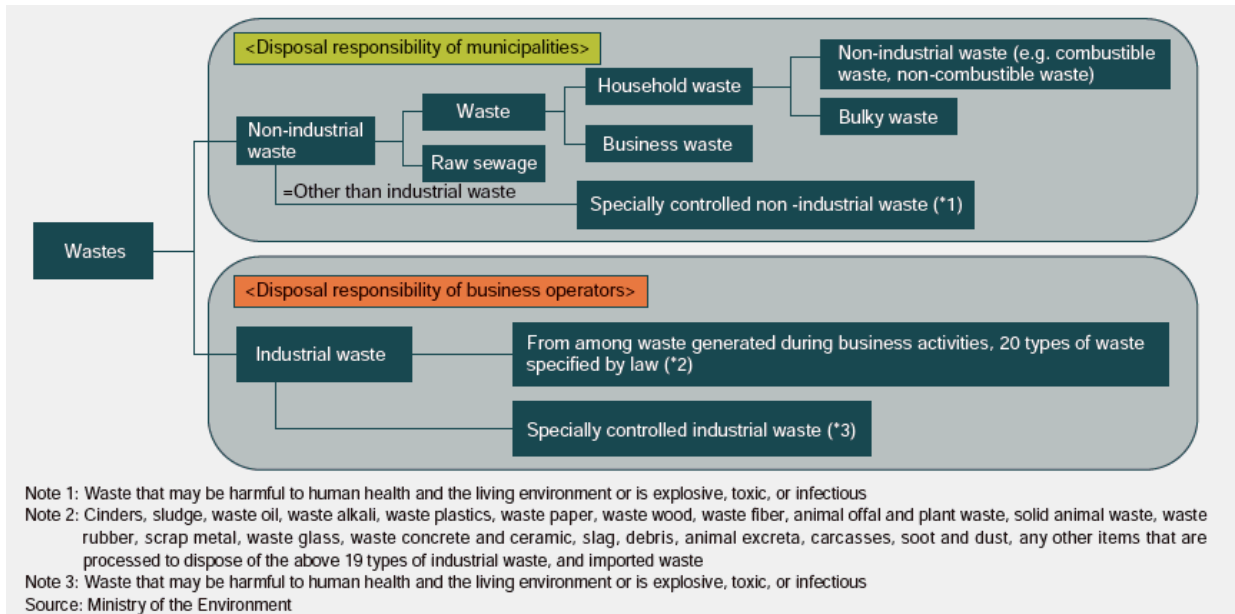 <Disposal responsibility of municipalities>
Non-industrial waste (e.g. combustible
waste, non-combustible waste)
Household waste
Waste
Bulky waste
Non-industrial
waste
Business waste
Raw sewage
=Other than industrial waste
Specially controlled non -industrial waste (*1)
Wastes
<Disposal responsibility of business operators>
Industrial waste
From among waste generated during business activities, 20 types of waste
specified by law (*2)
Specially controlled industrial waste (*3)
Note 1: Waste that may be harmful to human health and the living environment or is explosive, toxic, or infectious
Note 2: Cinders, sludge, waste oil, waste alkali, waste plastics, waste paper, waste wood, waste fiber, animal offal and plant waste, solid animal waste, waste
rubber, scrap metal, waste glass, waste concrete and ceramic, slag, debris, animal excreta, carcasses, soot and dust, any other items that are
processed to dispose of the above 19 types of industrial waste, and imported waste
Note 3: Waste that may be harmful to human health and the living environment or is explosive, toxic, or infectious
Source: Ministry of the Environment